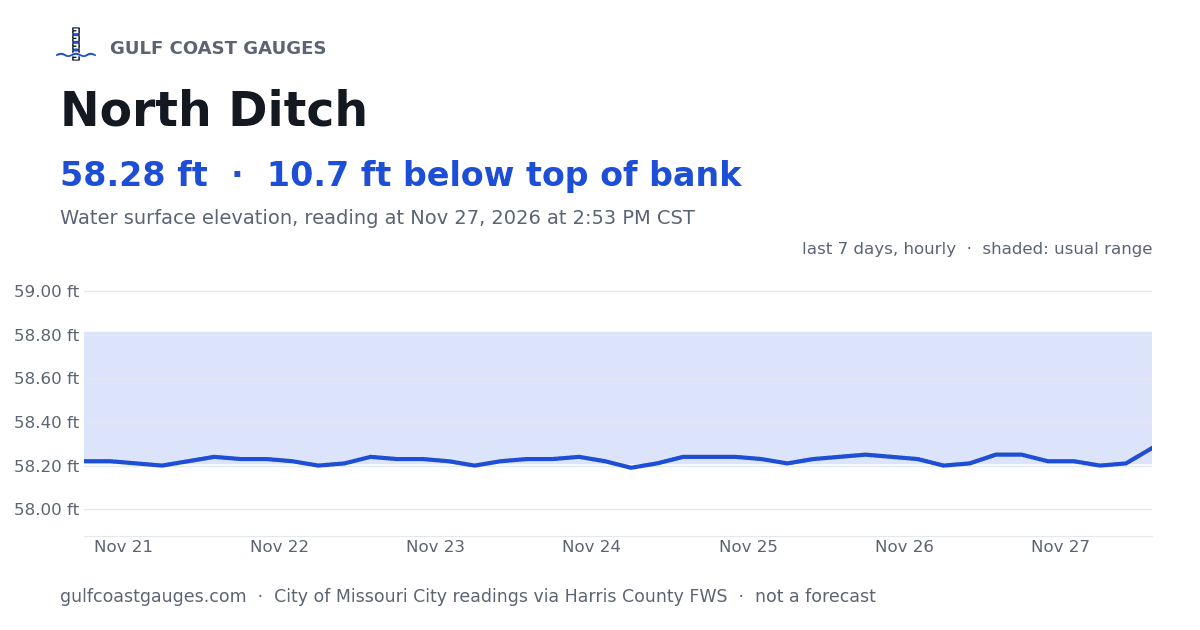 GULF COAST GAUGES
North Ditch
58.28 ft · 10.7 ft below top of bank
Water surface elevation, reading at Nov 27, 2026 at 2:53 PM CST
last 7 days, hourly · shaded: usual range
59.00 ft
58.80 ft
58.60 ft
58.40 ft
58.20 ft
58.00 ft
Nov 21 Nov 22 Nov 23 Nov 24 Nov 25 Nov 26 Nov 27
gulfcoastgauges.com · City of Missouri City readings via Harris County FWS · not a forecast